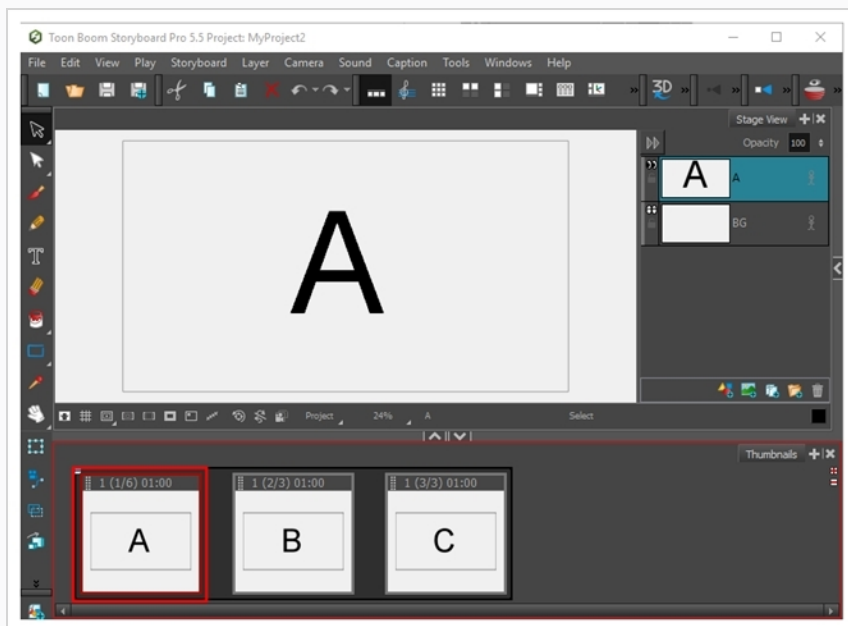 Toon Boom Storyboard Pro 5.5 Project: MyProject2
File Edit View Play Storyboard Layer Camera Sound Caption Tools Windows Help
3D
Stage View
Opacity 100
A
A A
BG
T
Project 24% A Select
Thumbnails
1 (1/6) 01:00 1 (2/3) 01:00 1 (3/3) 01:00
A B C